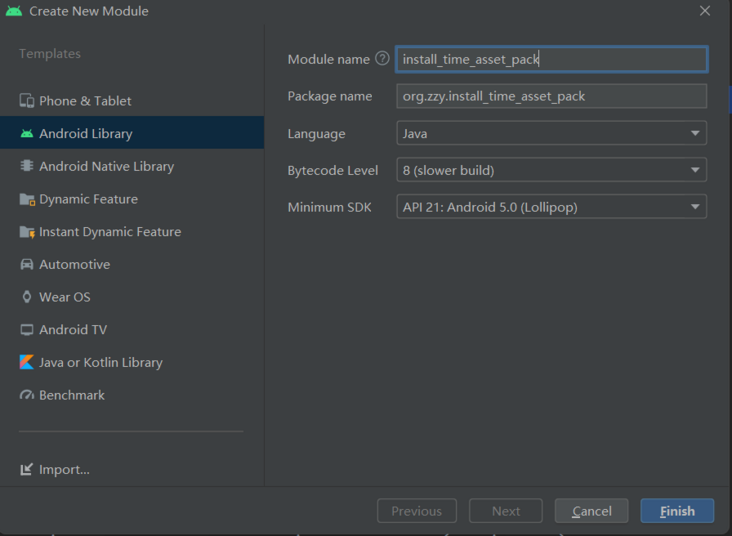 Create New Module
Templates
Phone & Tablet
Android Library
Android Native Library
Dynamic Feature
Instant Dynamic Feature
Automotive
Wear OS
Android TV
Java or Kotlin Library
Benchmark
Import...
Module name ? install_time_asset_pack
Package name org.zzy.install_time_asset_pack
Language Java
Bytecode Level 8 (slower build)
Minimum SDK API 21: Android 5.0 (Lollipop)
Previous Next Cancel Finish